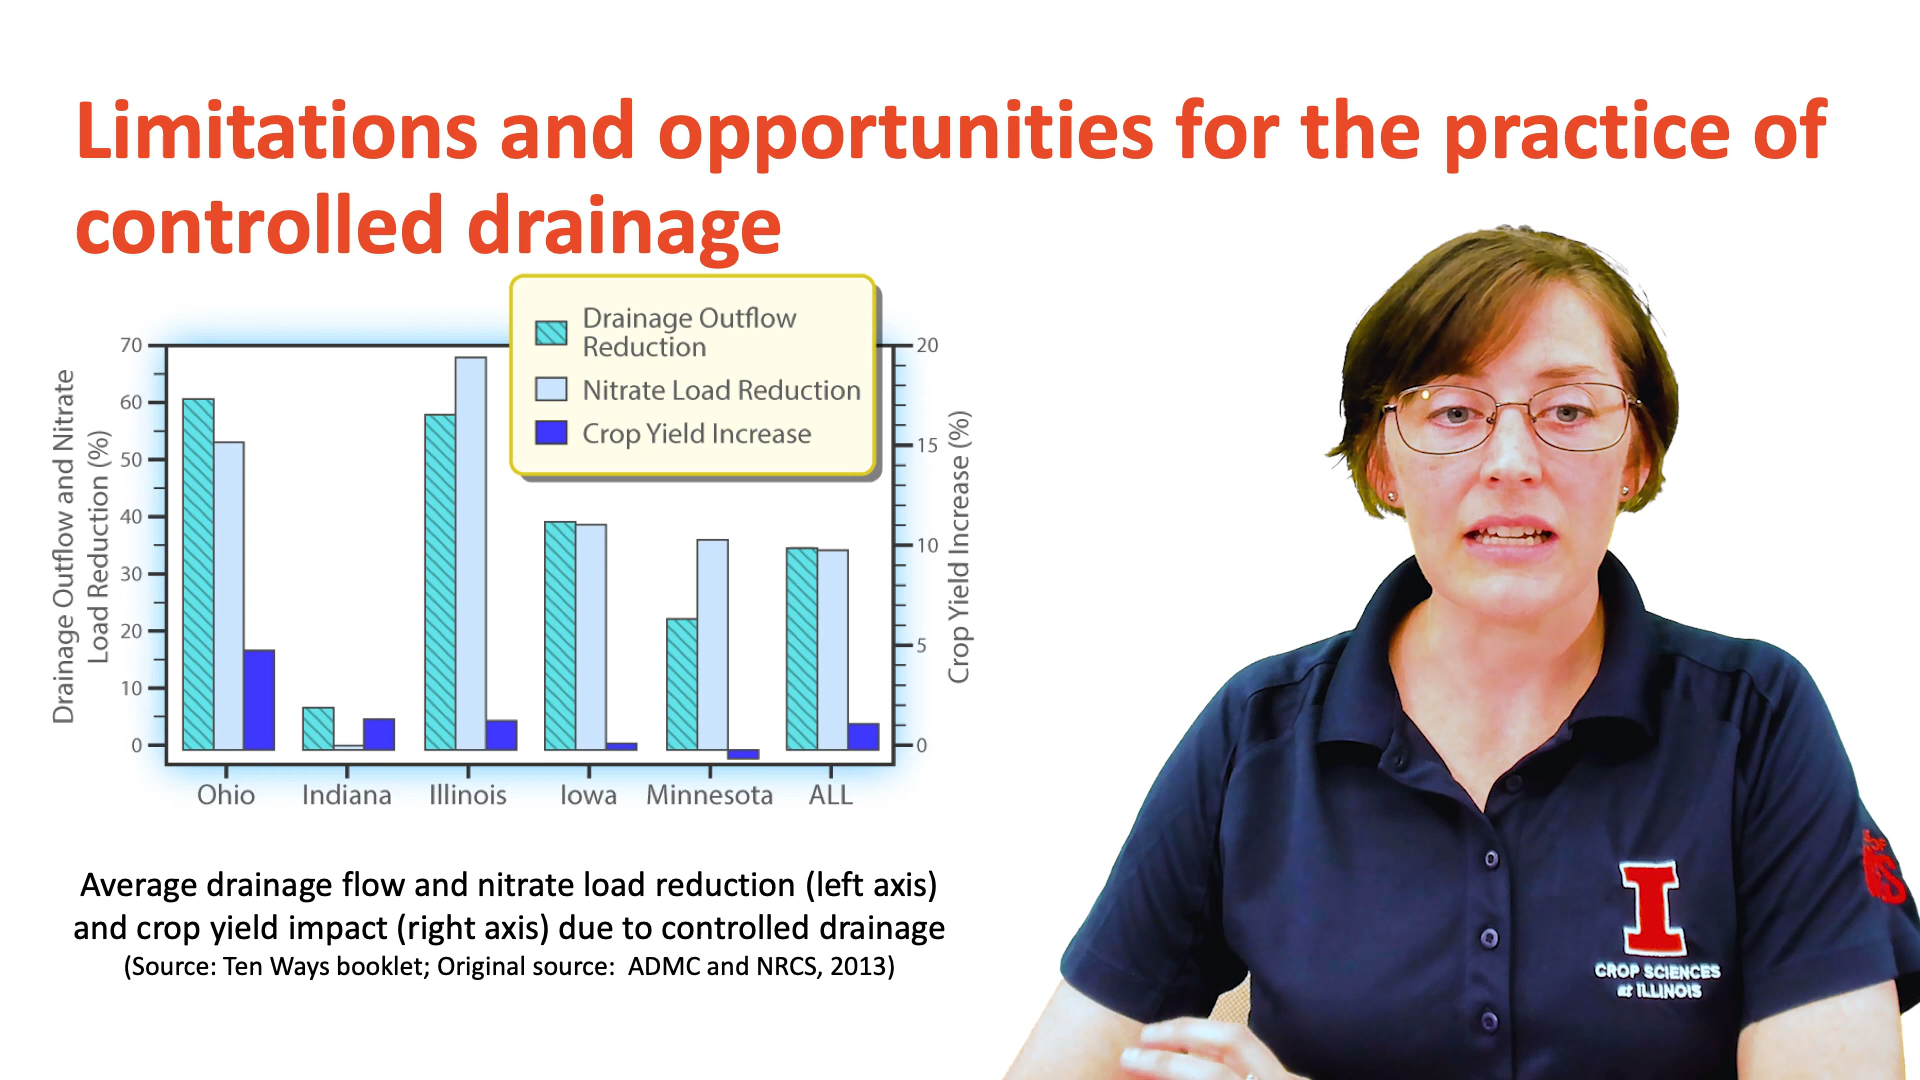 Limitations and opportunities for the practice of
controlled drainage
Drainage Outflow
Reduction
Nitrate Load Reduction
Crop Yield Increase
Drainage Outflow and Nitrate
Load Reduction (%)
70
60
50
40
30
20
10
0
20
15
10
5
0
Crop Yield Increase (%)
Ohio
Indiana
Illinois
Iowa
Minnesota
ALL
Average drainage flow and nitrate load reduction (left axis)
and crop yield impact (right axis) due to controlled drainage
(Source: Ten Ways booklet; Original source: ADMC and NRCS, 2013)
I
CROP SCIENCES
at ILLINOIS